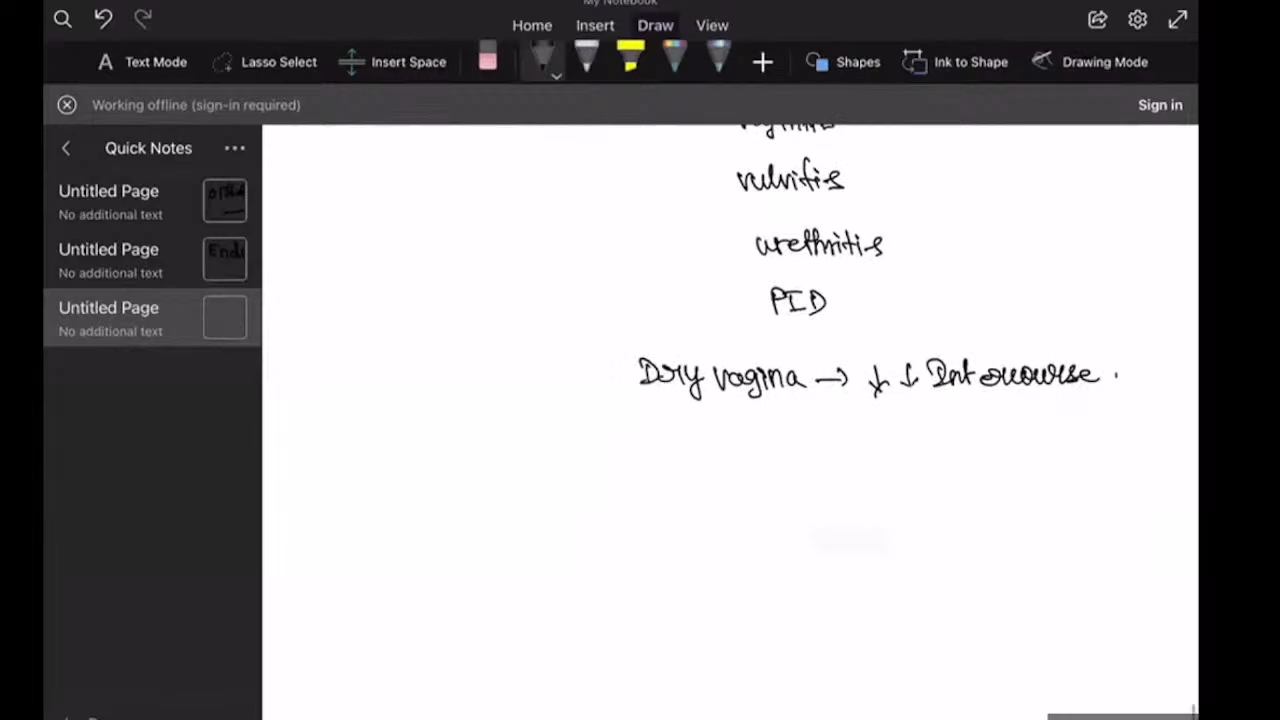 My Notebook
Home Insert Draw View
Text Mode Lasso Select Insert Space Shapes Ink to Shape Drawing Mode
Working offline (sign-in required) Sign in
Quick Notes
Untitled Page
No additional text
Untitled Page
No additional text
Untitled Page
No additional text
vulvitis
urethritis
PID
Dry vagina → ↓ ↓ Intercourse .